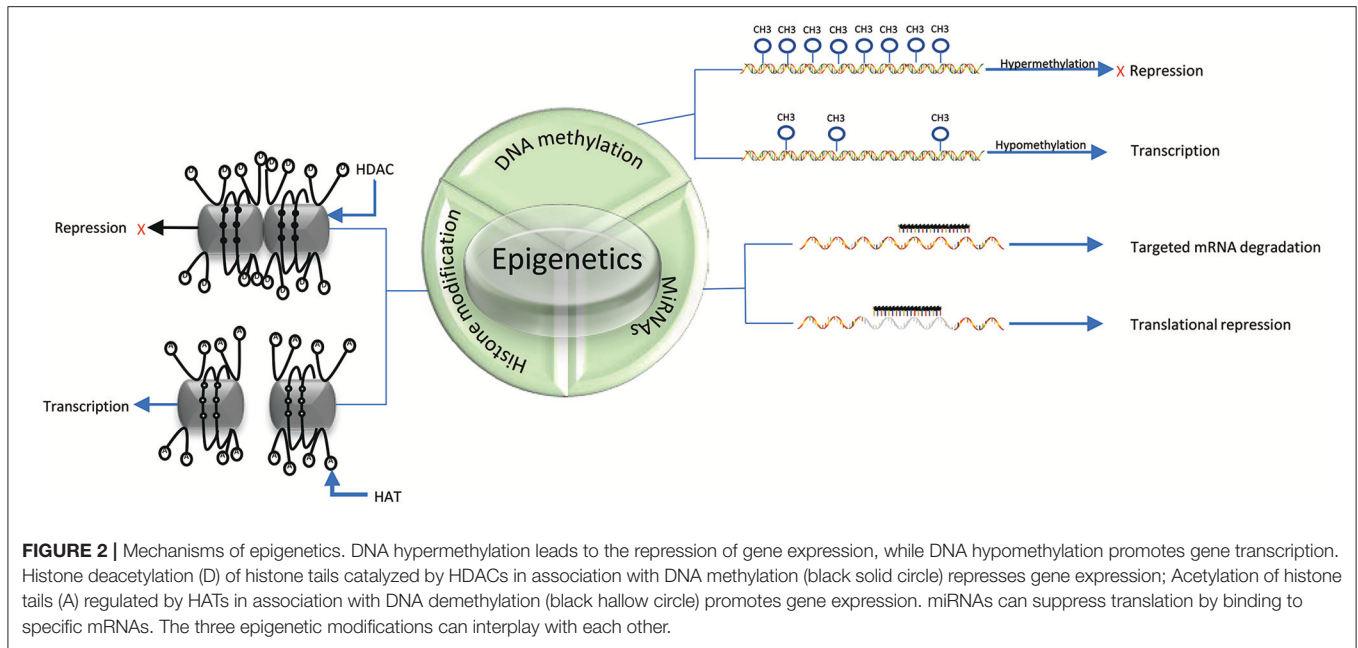 CH3 CH3 CH3 CH3 CH3 CH3 CH3 CH3
Hypermethylation
X Repression
CH3 CH3 CH3
Hypomethylation
Transcription
DNA methylation
Histone modification
MiRNAs
Epigenetics
HDAC
Repression X
D D D D D D D D
D D D D D D D D
Transcription
A A A A A A A A
A A A A A A A A
HAT
Targeted mRNA degradation
Translational repression
FIGURE 2 | Mechanisms of epigenetics. DNA hypermethylation leads to the repression of gene expression, while DNA hypomethylation promotes gene transcription.
Histone deacetylation (D) of histone tails catalyzed by HDACs in association with DNA methylation (black solid circle) represses gene expression; Acetylation of histone
tails (A) regulated by HATs in association with DNA demethylation (black hallow circle) promotes gene expression. miRNAs can suppress translation by binding to
specific mRNAs. The three epigenetic modifications can interplay with each other.